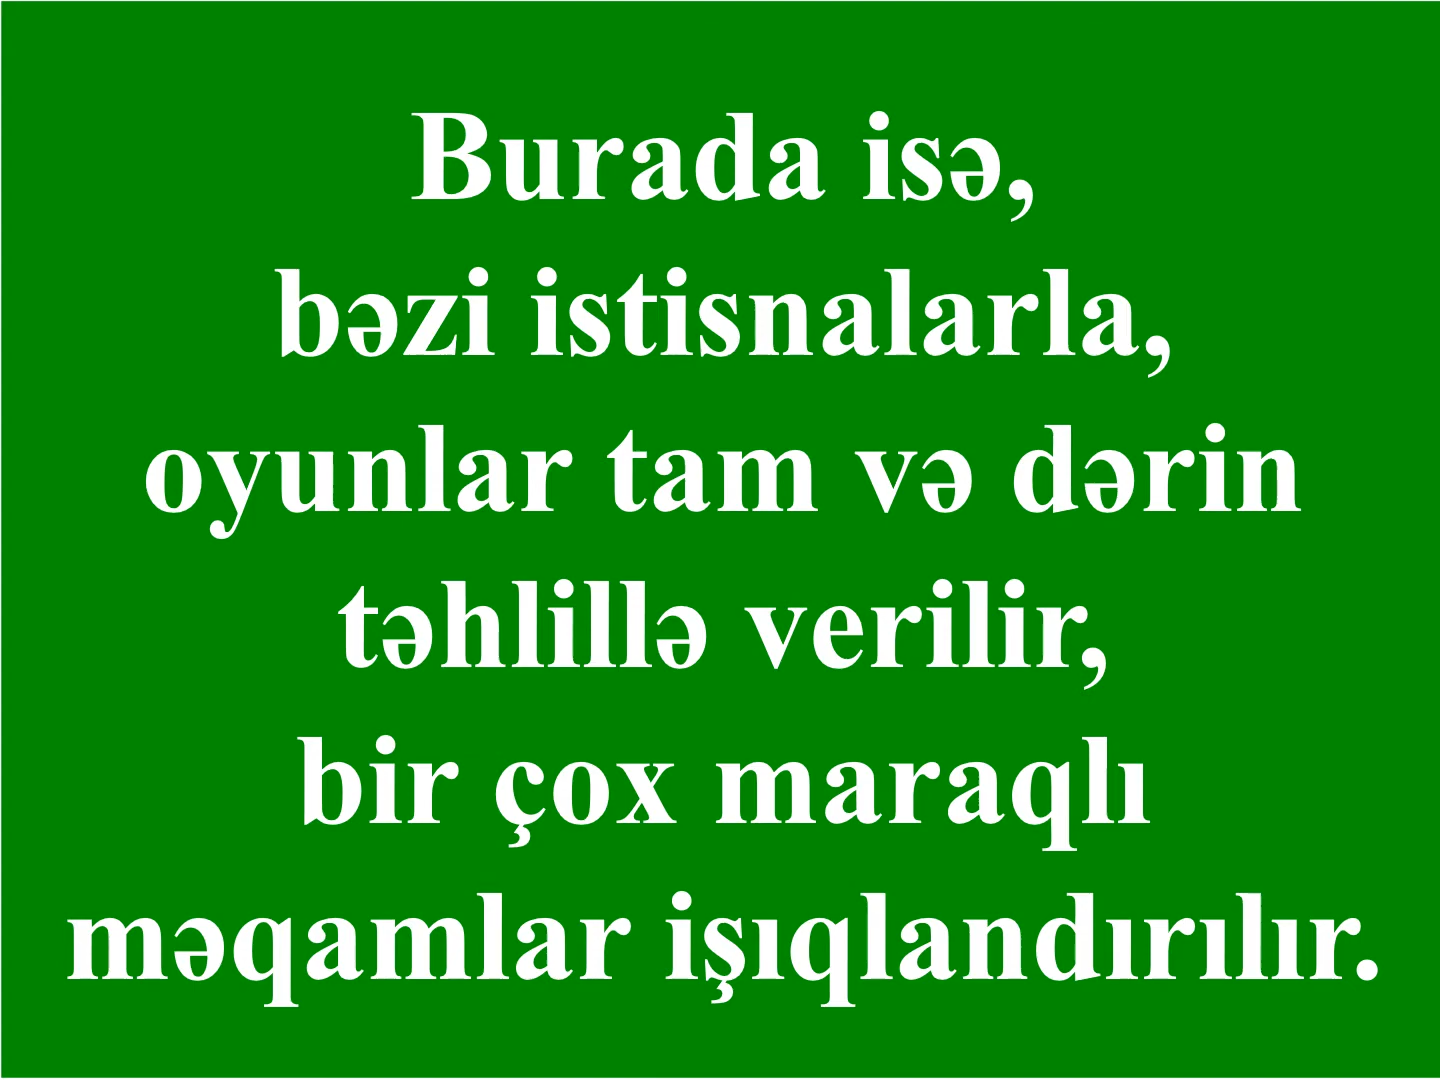 Burada isə,
bəzi istisnalarla,
oyunlar tam və dərin
təhlillə verilir,
bir çox maraqlı
məqamlar işıqlandırılır.